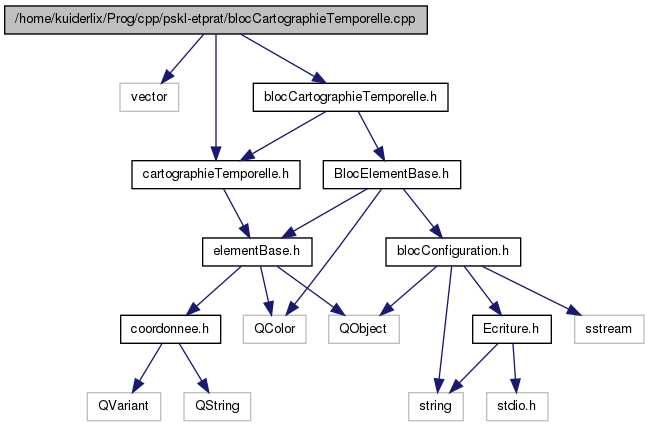 /home/kuiderlix/Prog/cpp/pskl-etprat/blocCartographieTemporelle.cpp
vector
blocCartographieTemporelle.h
cartographieTemporelle.h
BlocElementBase.h
elementBase.h
blocConfiguration.h
coordonnee.h
QColor
QObject
Ecriture.h
sstream
QVariant
QString
string
stdio.h